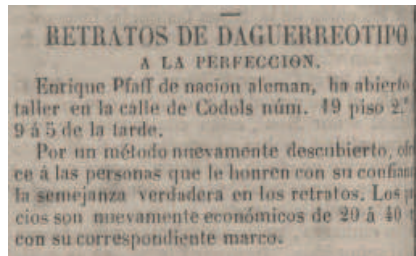 RETRATOS DE DAGUERREOTIPO
A LA PERFECCION.
Enrique Pfaff de nacion aleman, ha abierto
taller en la calle de Codols núm. 19 piso 2.º
9 á 5 de la tarde.
Por un método nuevamente descubierto, ofre
ce á las personas que le honren con su confian
la semejanza verdadera en los retratos. Los
cios son nuevamente económicos de 20 á 40
con su correspondiente marco.